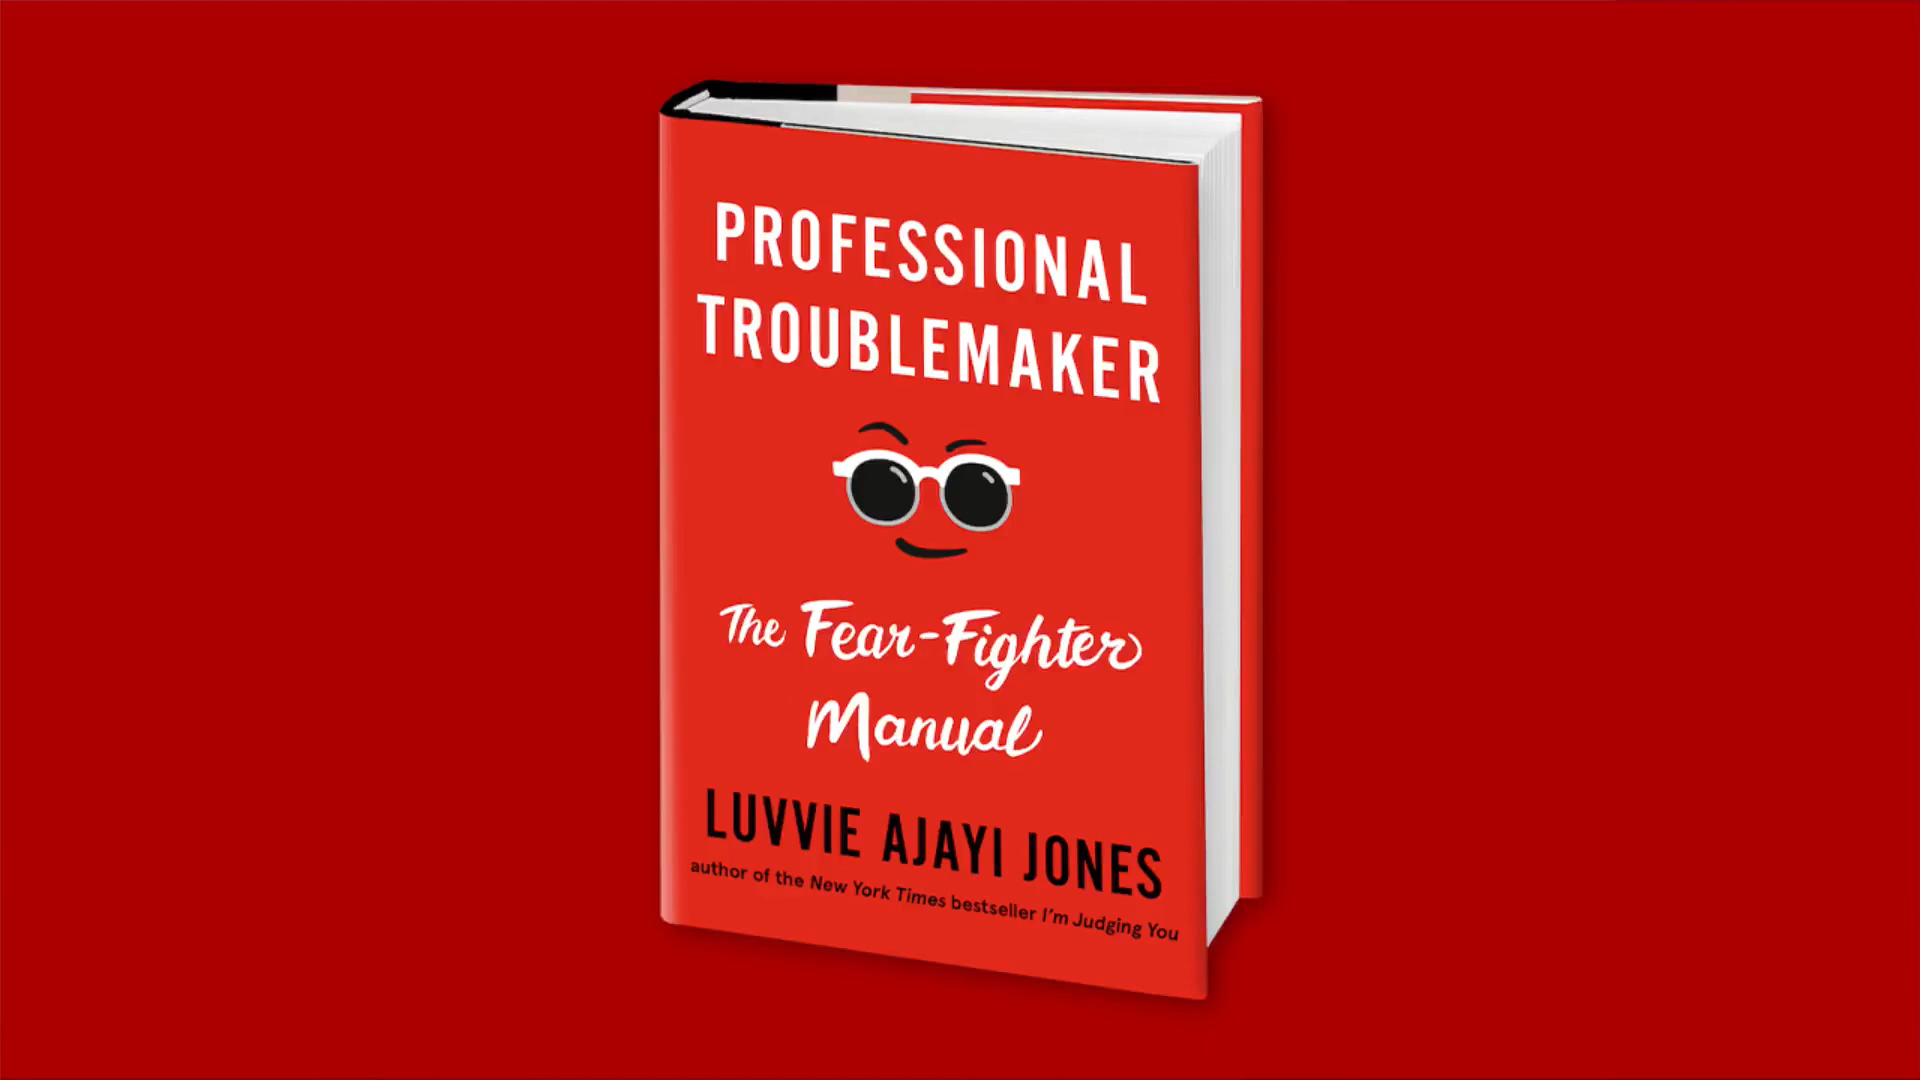 PROFESSIONAL
TROUBLEMAKER
The Fear-Fighter
Manual
LUVVIE AJAYI JONES
author of the New York Times bestseller I'm Judging You